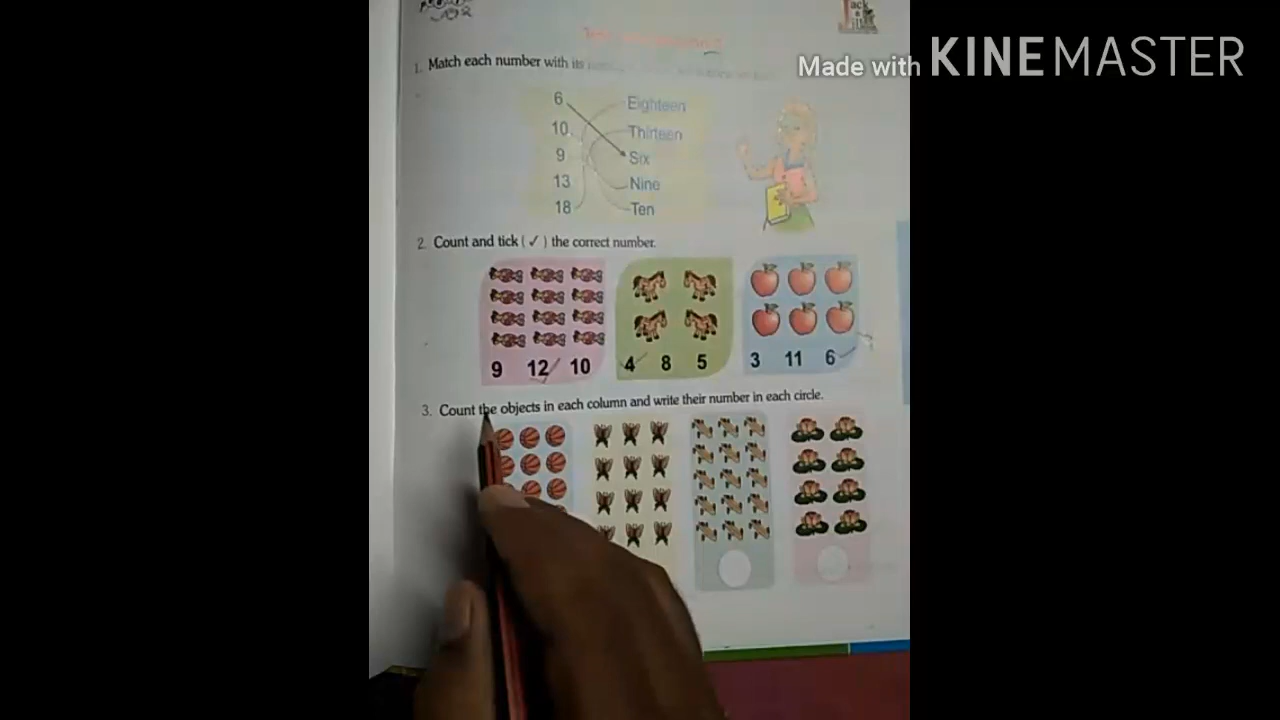 Made with KINEMASTER
1. Match each number with its
6 Eighteen
10 Thirteen
9 Six
13 Nine
18 Ten
2. Count and tick ( ✓ ) the correct number.
9 12 10 4 8 5 3 11 6
3. Count the objects in each column and write their number in each circle.